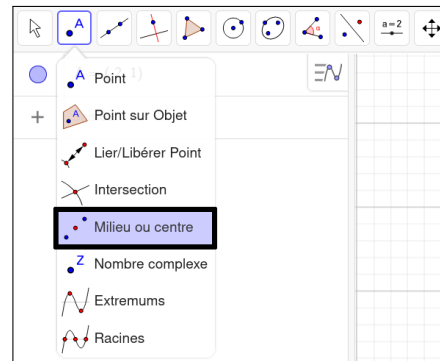 A
a=2
A Point
A Point sur Objet
Lier/Libérer Point
Intersection
Milieu ou centre
Z Nombre complexe
Extremums
Racines